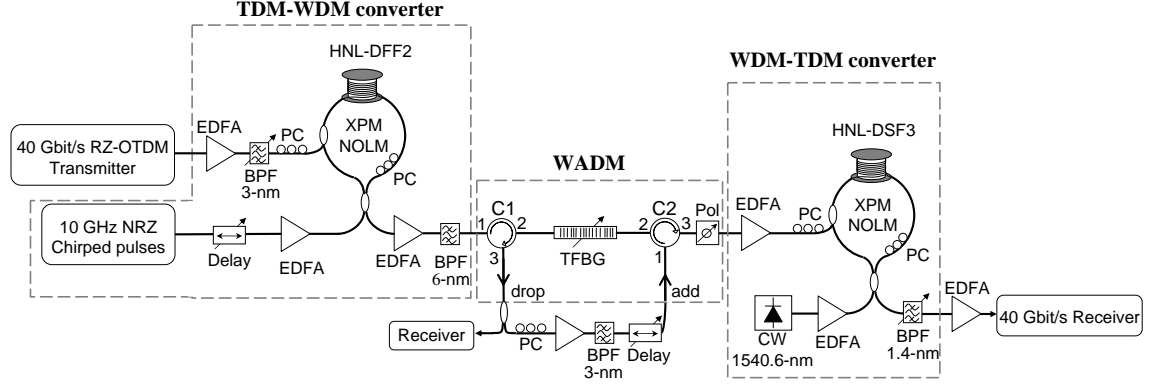 TDM-WDM converter
HNL-DFF2
XPM
NOLM
PC
EDFA
PC
40 Gbit/s RZ-OTDM
Transmitter
BPF
3-nm
10 GHz NRZ
Chirped pulses
Delay
EDFA
EDFA
BPF
6-nm
WADM
C1
1
2
3
TFBG
C2
2
3
1
Pol
drop
add
Receiver
PC
BPF
3-nm
Delay
WDM-TDM converter
HNL-DSF3
XPM
NOLM
EDFA
PC
PC
CW
1540.6-nm
EDFA
BPF
1.4-nm
EDFA
40 Gbit/s Receiver